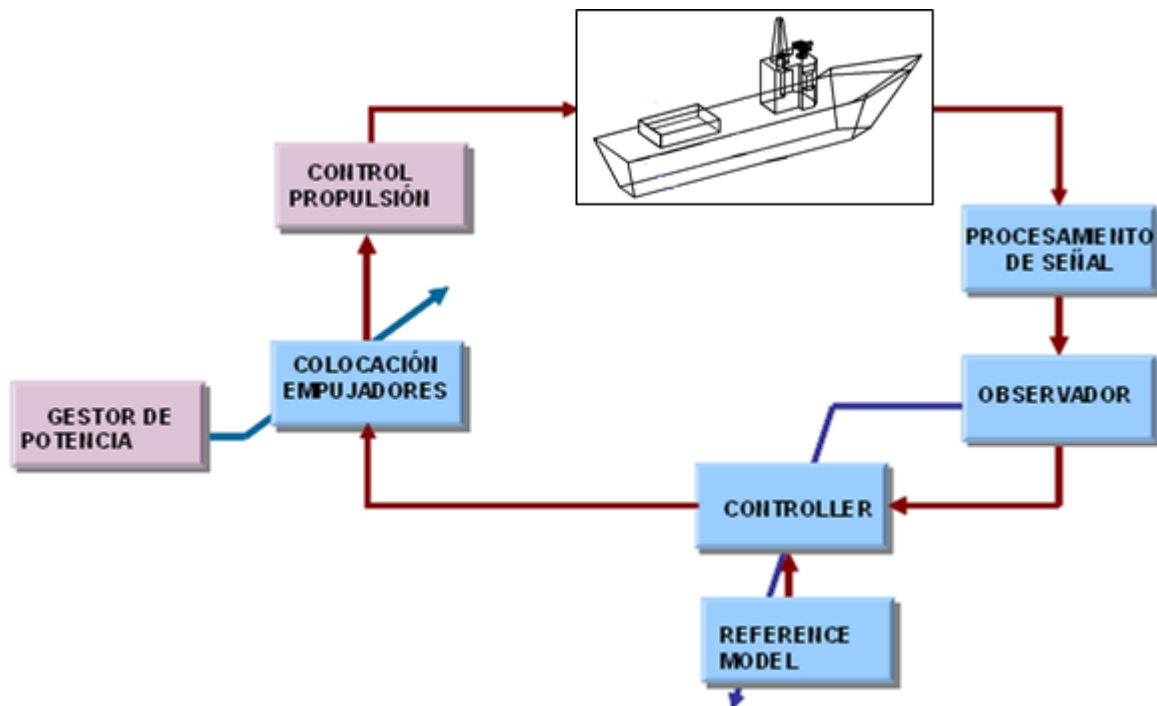 CONTROL
PROPULSIÓN
PROCESAMIENTO
DE SEÑAL
COLOCACIÓN
EMPUJADORES
OBSERVADOR
GESTOR DE
POTENCIA
CONTROLLER
REFERENCE
MODEL